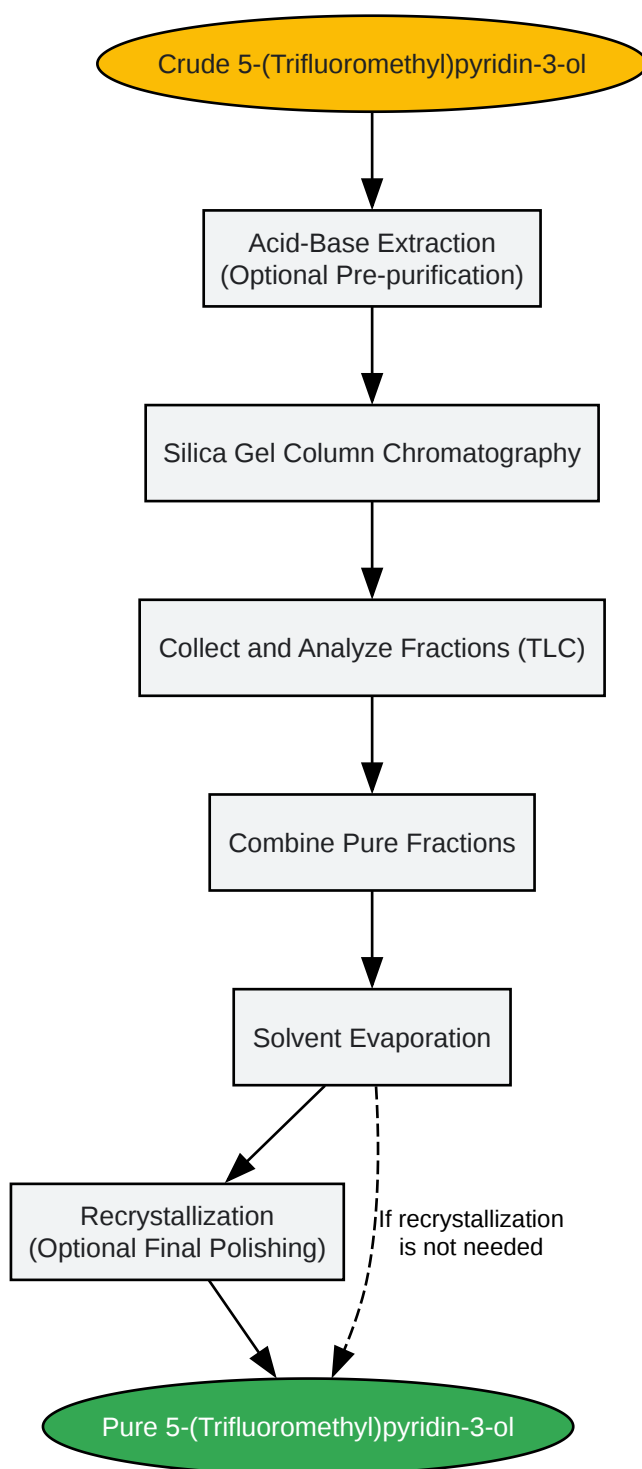 Crude 5-(Trifluoromethyl)pyridin-3-ol
Acid-Base Extraction
(Optional Pre-purification)
Silica Gel Column Chromatography
Collect and Analyze Fractions (TLC)
Combine Pure Fractions
Solvent Evaporation
Recrystallization
(Optional Final Polishing)
If recrystallization
is not needed
Pure 5-(Trifluoromethyl)pyridin-3-ol